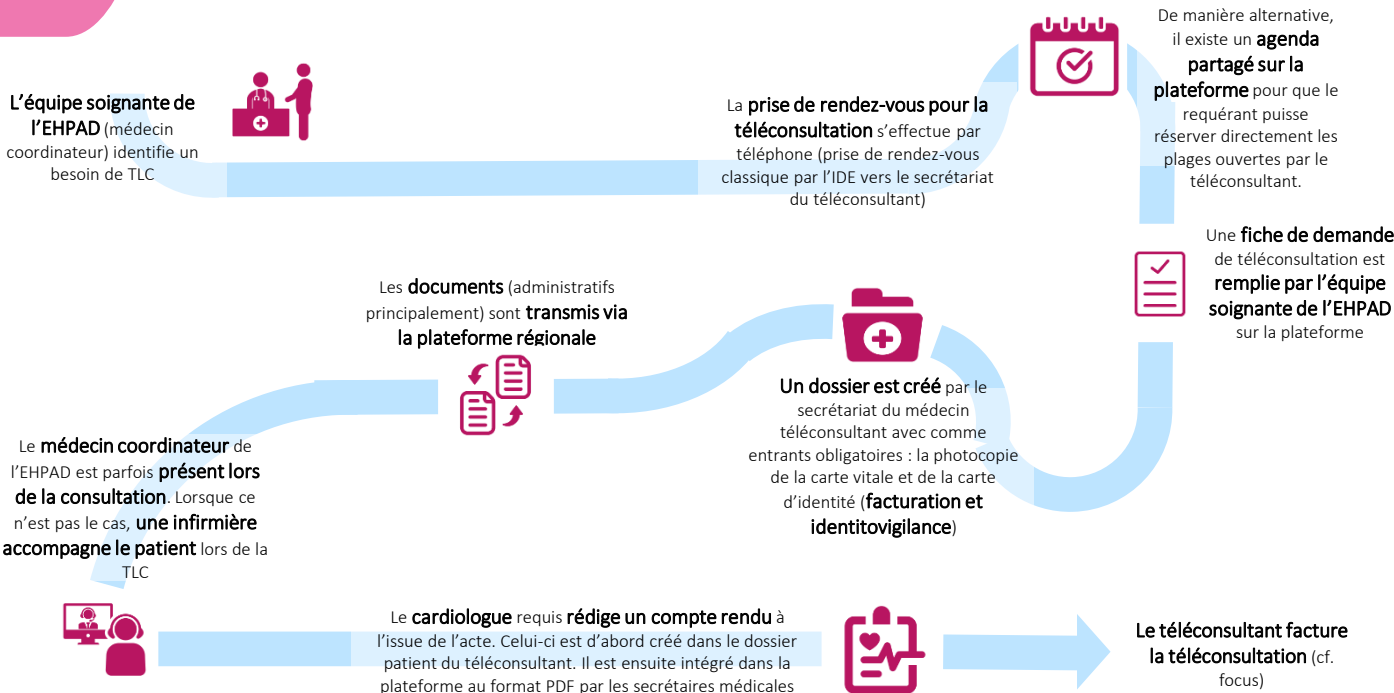 L'équipe soignante de
l'EHPAD (médecin
coordinateur) identifie un
besoin de TLC
La prise de rendez-vous pour la
téléconsultation s'effectue par
téléphone (prise de rendez-vous
classique par l'IDE vers le secrétariat
du téléconsultant)
De manière alternative,
il existe un agenda
partagé sur la
plateforme pour que le
requérant puisse
réserver directement les
plages ouvertes par le
téléconsultant.
Une fiche de demande
de téléconsultation est
remplie par l'équipe
soignante de l'EHPAD
sur la plateforme
Un dossier est créé par le
secrétariat du médecin
téléconsultant avec comme
entrants obligatoires : la photocopie
de la carte vitale et de la carte
d'identité (facturation et
identitovigilance)
Les documents (administratifs
principalement) sont transmis via
la plateforme régionale
Le médecin coordinateur de
l'EHPAD est parfois présent lors
de la consultation. Lorsque ce
n'est pas le cas, une infirmière
accompagne le patient lors de la
TLC
Le cardiologue requis rédige un compte rendu à
l'issue de l'acte. Celui-ci est d'abord créé dans le dossier
patient du téléconsultant. Il est ensuite intégré dans la
plateforme au format PDF par les secrétaires médicales
Le téléconsultant facture
la téléconsultation (cf.
focus)